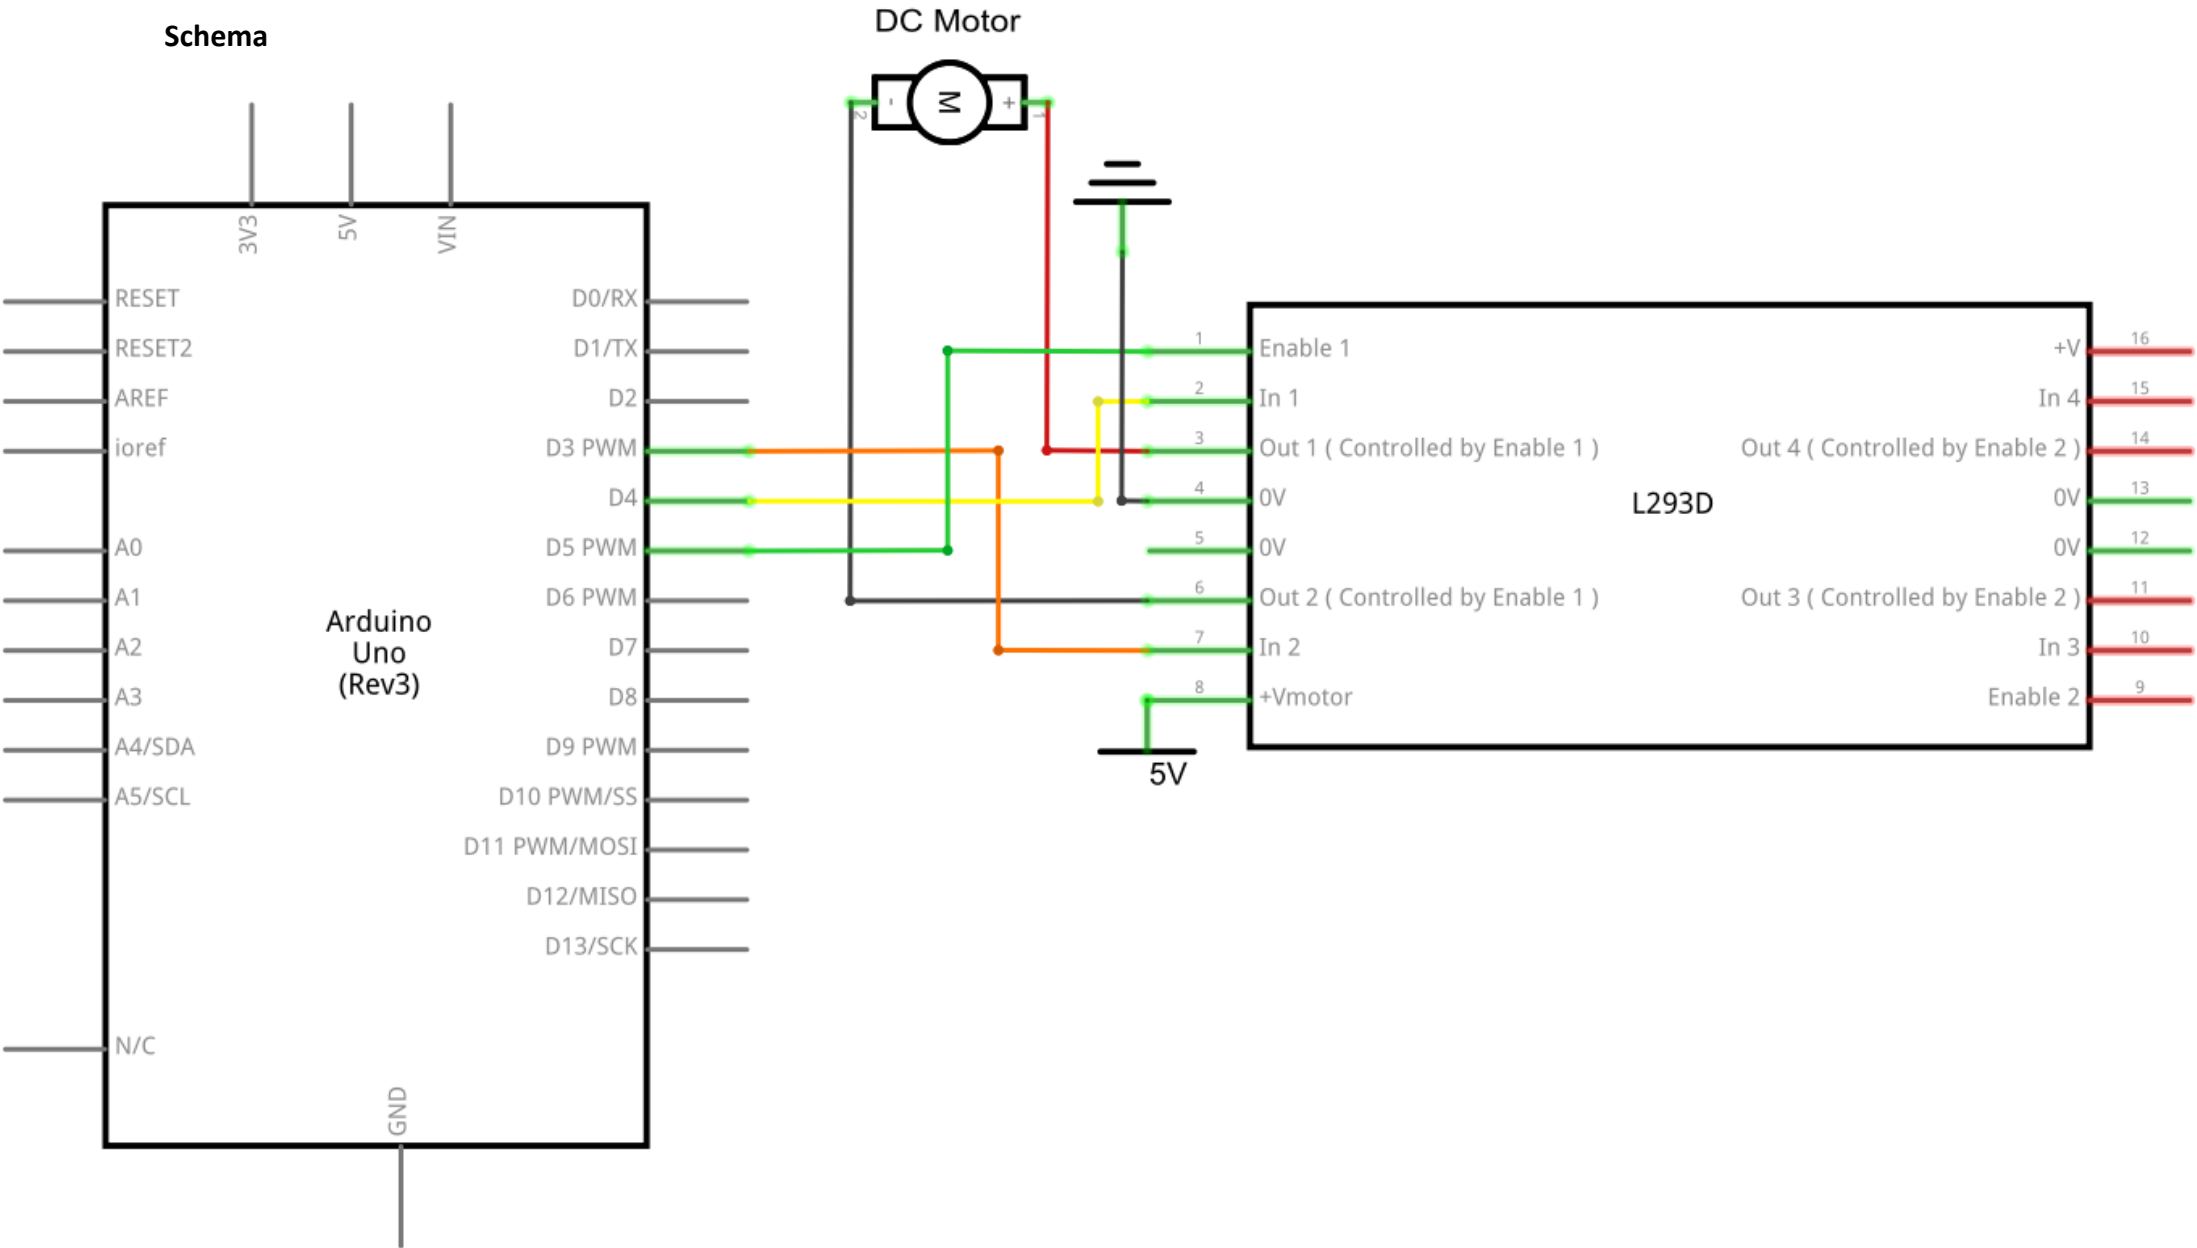 Schema
DC Motor
-
M
+
2
1
3V3
5V
VIN
RESET
RESET2
AREF
ioref
A0
A1
A2
A3
A4/SDA
A5/SCL
N/C
D0/RX
D1/TX
D2
D3 PWM
D4
D5 PWM
D6 PWM
D7
D8
D9 PWM
D10 PWM/SS
D11 PWM/MOSI
D12/MISO
D13/SCK
Arduino
Uno
(Rev3)
GND
1 Enable 1
2 In 1
3 Out 1 ( Controlled by Enable 1 )
4 0V
5 0V
6 Out 2 ( Controlled by Enable 1 )
7 In 2
8 +Vmotor
5V
L293D
+V 16
In 4 15
Out 4 ( Controlled by Enable 2 ) 14
0V 13
0V 12
Out 3 ( Controlled by Enable 2 ) 11
In 3 10
Enable 2 9